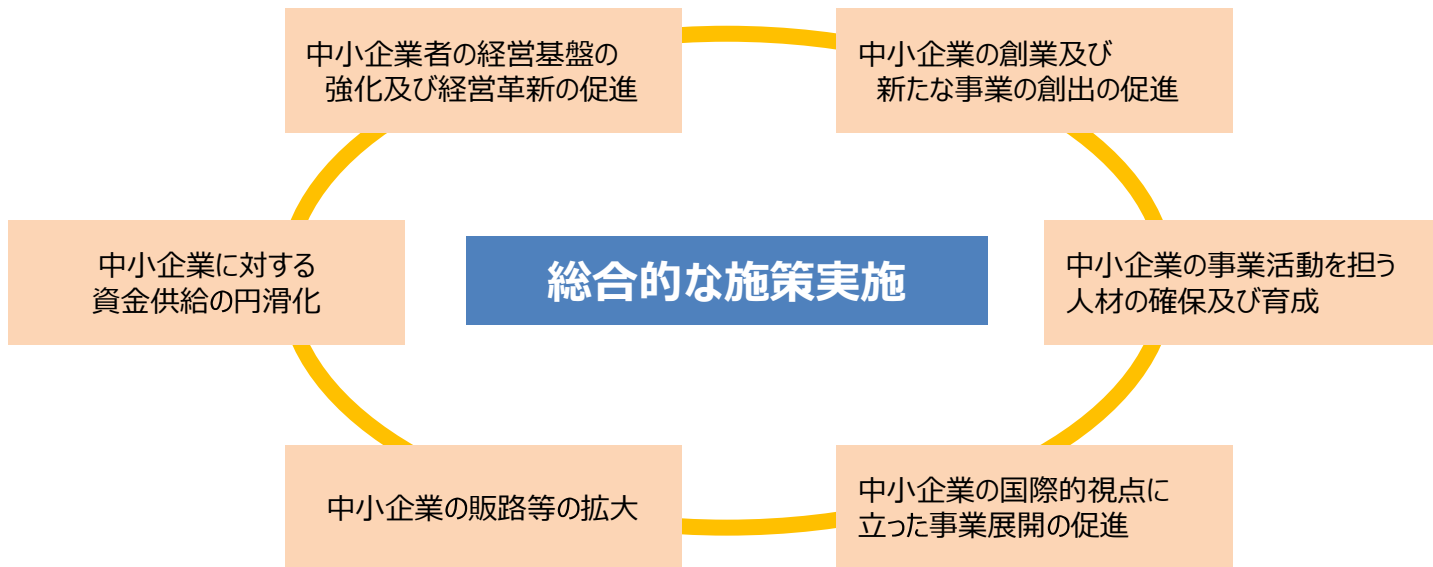 中小企業者の経営基盤の
強化及び経営革新の促進
中小企業の創業及び
新たな事業の創出の促進
中小企業に対する
資金供給の円滑化
総合的な施策実施
中小企業の事業活動を担う
人材の確保及び育成
中小企業の販路等の拡大
中小企業の国際的視点に
立った事業展開の促進